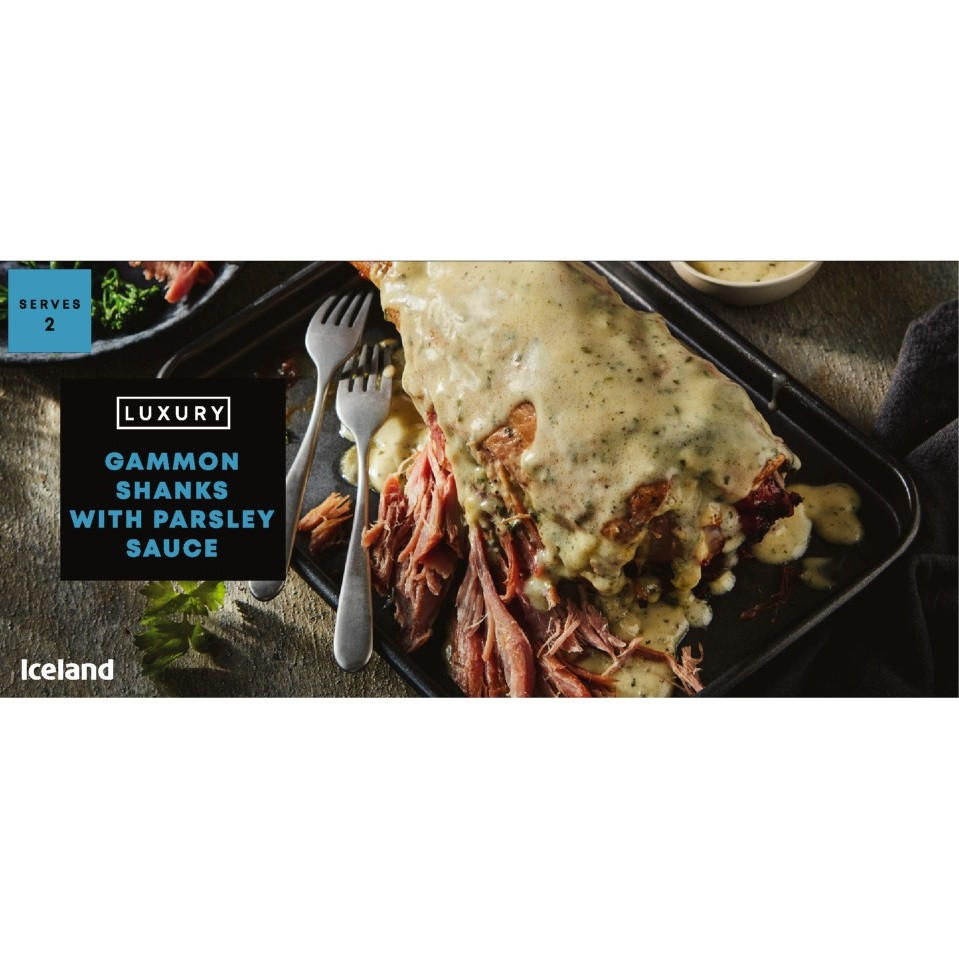 SERVES
2
LUXURY
GAMMON
SHANKS
WITH PARSLEY
SAUCE
Iceland